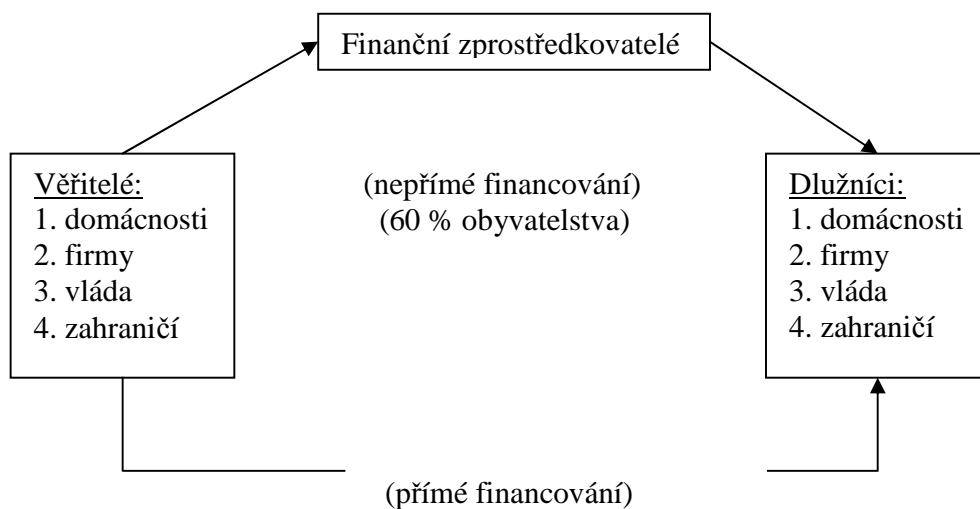 Finanční zprostředkovatelé
Věřitelé:
1. domácnosti
2. firmy
3. vláda
4. zahraničí
(nepřímé financování)
(60 % obyvatelstva)
Dlužníci:
1. domácnosti
2. firmy
3. vláda
4. zahraničí
(přímé financování)